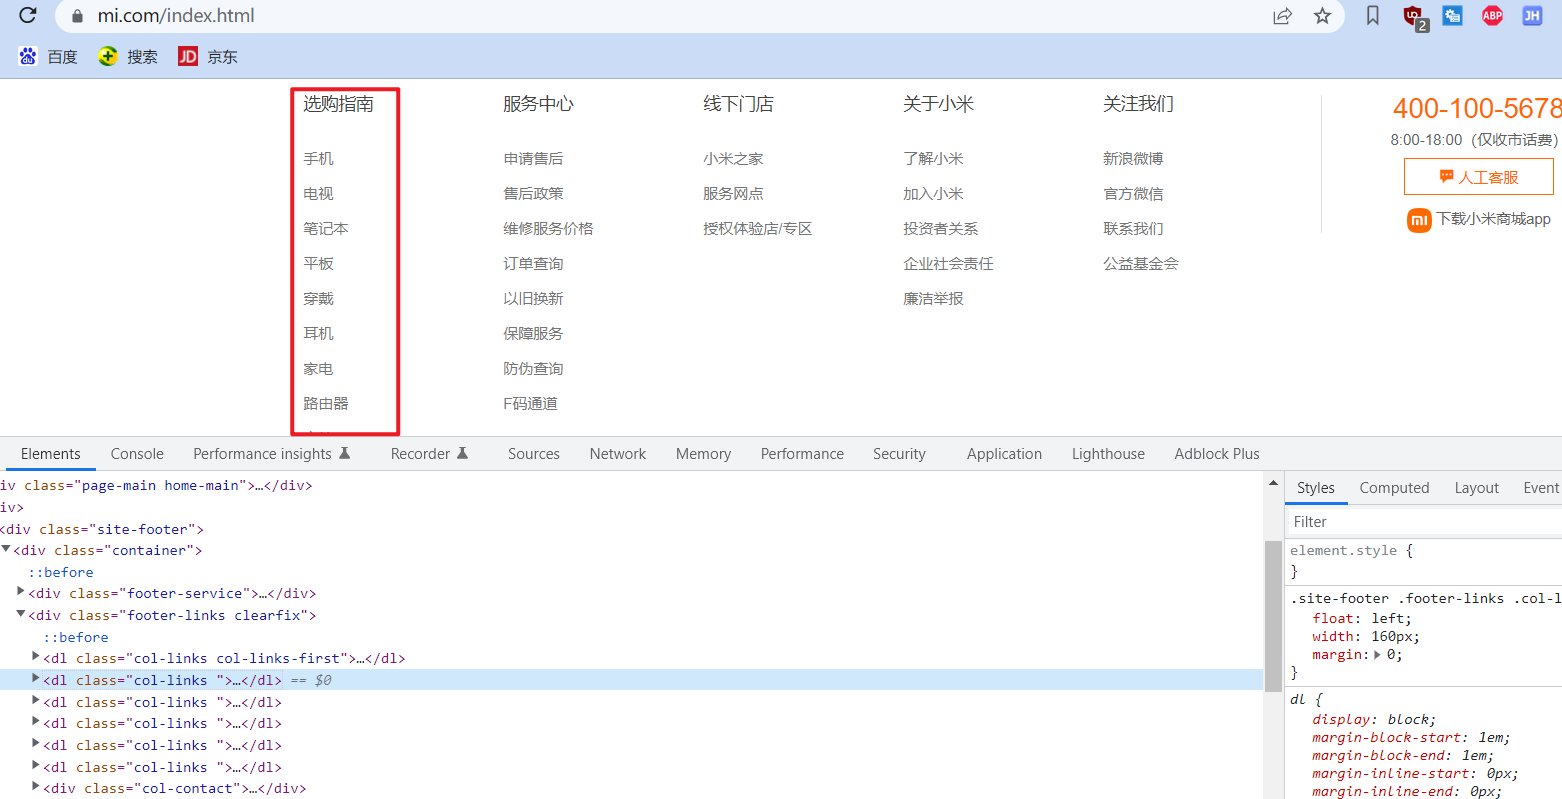 mi.com/index.html
2
ABP
JH
百度
搜索
JD 京东
选购指南
手机
电视
笔记本
平板
穿戴
耳机
家电
路由器
服务中心
申请售后
售后政策
维修服务价格
订单查询
以旧换新
保障服务
防伪查询
F码通道
线下门店
小米之家
服务网点
授权体验店/专区
关于小米
了解小米
加入小米
投资者关系
企业社会责任
廉洁举报
关注我们
新浪微博
官方微信
联系我们
公益基金会
400-100-5678
8:00-18:00（仅收市话费）
人工客服
下载小米商城app
Elements Console Performance insights Recorder Sources Network Memory Performance Security Application Lighthouse Adblock Plus
iv class="page-main home-main">…</div>
iv>
<div class="site-footer">
<div class="container">
::before
<div class="footer-service">…</div>
<div class="footer-links clearfix">
::before
<dl class="col-links col-links-first">…</dl>
<dl class="col-links ">…</dl> == $0
<dl class="col-links ">…</dl>
<dl class="col-links ">…</dl>
<dl class="col-links ">…</dl>
<dl class="col-links ">…</dl>
<div class="col-contact">…</div>
Styles Computed Layout Event
Filter
element.style {
}
.site-footer .footer-links .col-l
float: left;
width: 160px;
margin: 0;
}
dl {
display: block;
margin-block-start: 1em;
margin-block-end: 1em;
margin-inline-start: 0px;
margin-inline-end: 0px;